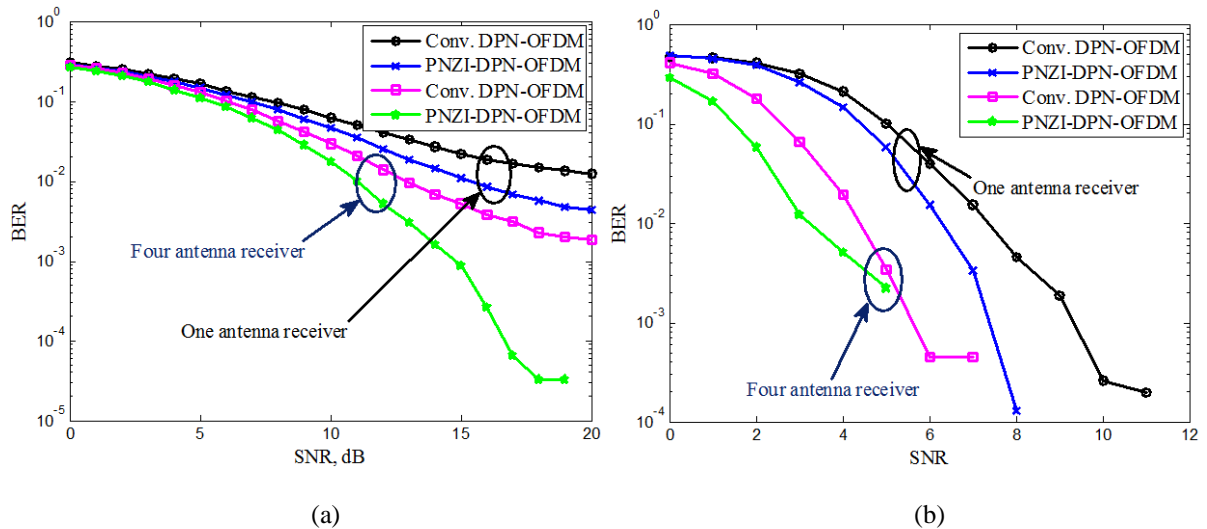 10^0
10^-1
10^-2
10^-3
10^-4
10^-5
BER
0
5
10
15
20
SNR, dB
Conv. DPN-OFDM
PNZI-DPN-OFDM
Conv. DPN-OFDM
PNZI-DPN-OFDM
Four antenna receiver
One antenna receiver
(a)
10^0
10^-1
10^-2
10^-3
10^-4
BER
0
2
4
6
8
10
12
SNR
Conv. DPN-OFDM
PNZI-DPN-OFDM
Conv. DPN-OFDM
PNZI-DPN-OFDM
One antenna receiver
Four antenna receiver
(b)